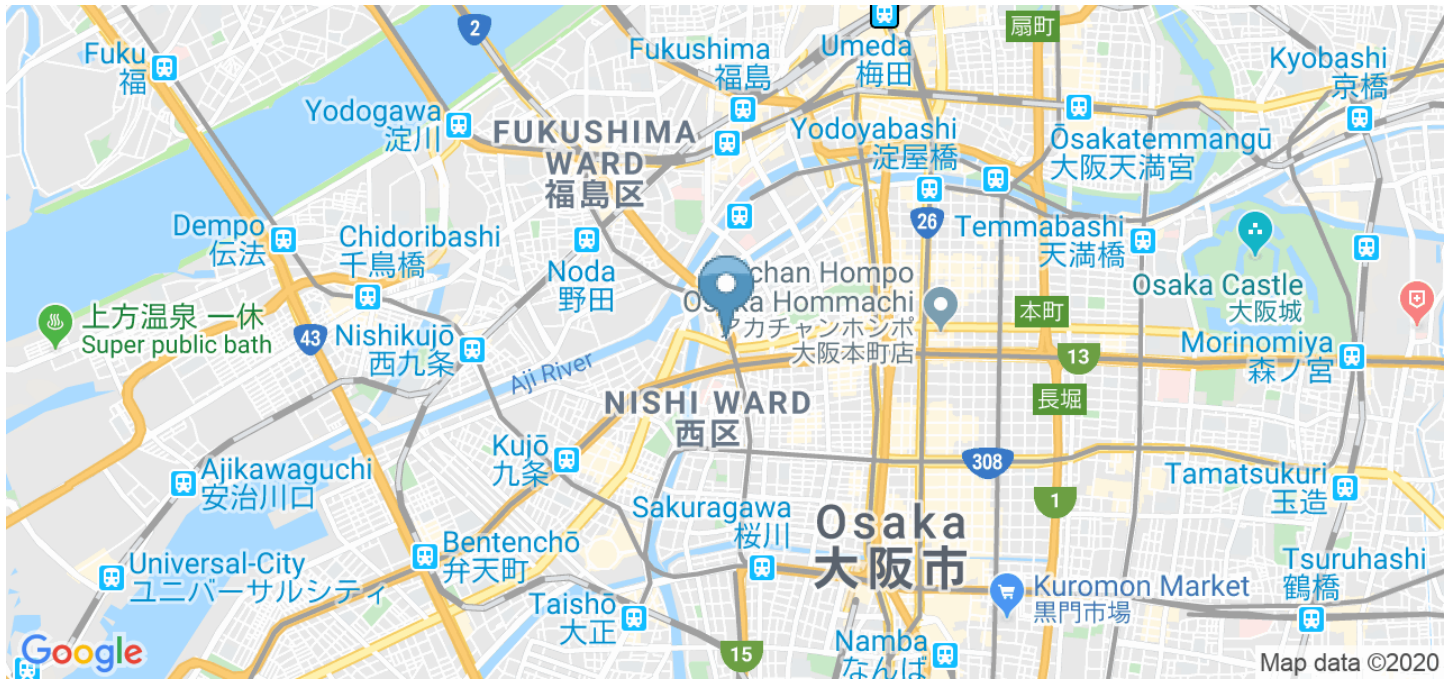 2
Fuku
福
Fukushima
福島
Umeda
梅田
扇町
Kyobashi
京橋
Yodogawa
淀川
FUKUSHIMA
WARD
福島区
Yodoyabashi
淀屋橋
Ōsakatemmangū
大阪天満宮
Dempo
伝法
Chidoribashi
千鳥橋
Noda
野田
26
Temmabashi
天満橋
Osaka Castle
大阪城
chan Hompo
Osaka Hommachi
アカチャンホンポ
大阪本町店
本町
上方温泉 一休
Super public bath
43
Nishikujō
西九条
Aji River
13
Morinomiya
森ノ宮
NISHI WARD
西区
長堀
Kujō
九条
308
Ajikawaguchi
安治川口
Tamatsukuri
玉造
1
Sakuragawa
桜川
Osaka
大阪市
Bentenchō
弁天町
Universal-City
ユニバーサルシティ
Taishō
大正
Kuromon Market
黒門市場
Tsuruhashi
鶴橋
15
Namba
なんば
Google
Map data ©2020